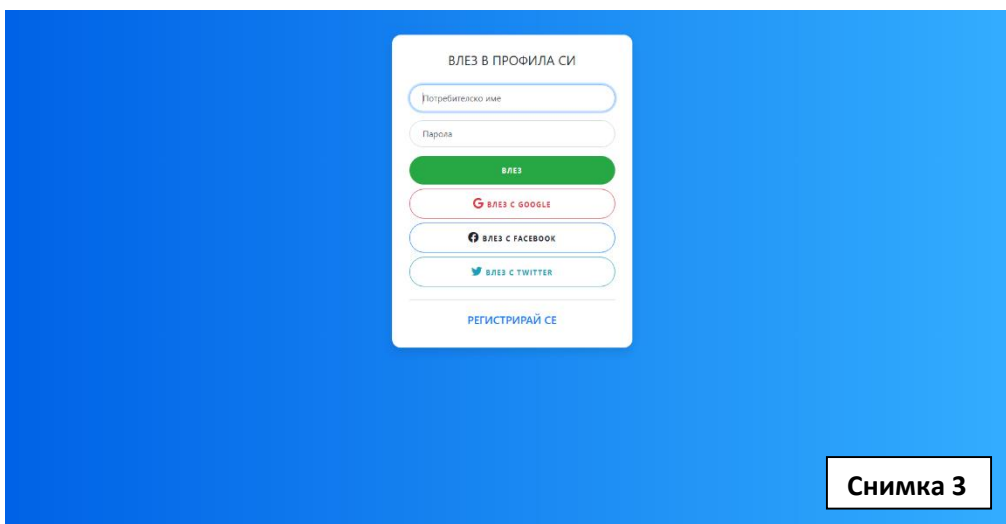 ВЛЕЗ В ПРОФИЛА СИ
Потребителско име
Парола
ВЛЕЗ
ВЛЕЗ С GOOGLE
ВЛЕЗ С FACEBOOK
ВЛЕЗ С TWITTER
РЕГИСТРИРАЙ СЕ
Снимка 3